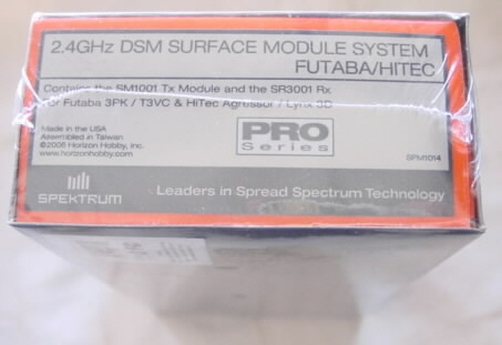 2.4GHz DSM SURFACE MODULE SYSTEM
FUTABA/HITEC
Contains the SM1001 Tx Module and the SR3001 Rx
for Futaba 3PK / T3VC & HiTec Agressor / Lynx 3D
Made in the USA
Assembled in Taiwan
©2006 Horizon Hobby, Inc.
www.horizonhobby.com
PRO
Series
SPM1014
SPEKTRUM
Leaders in Spread Spectrum Technology